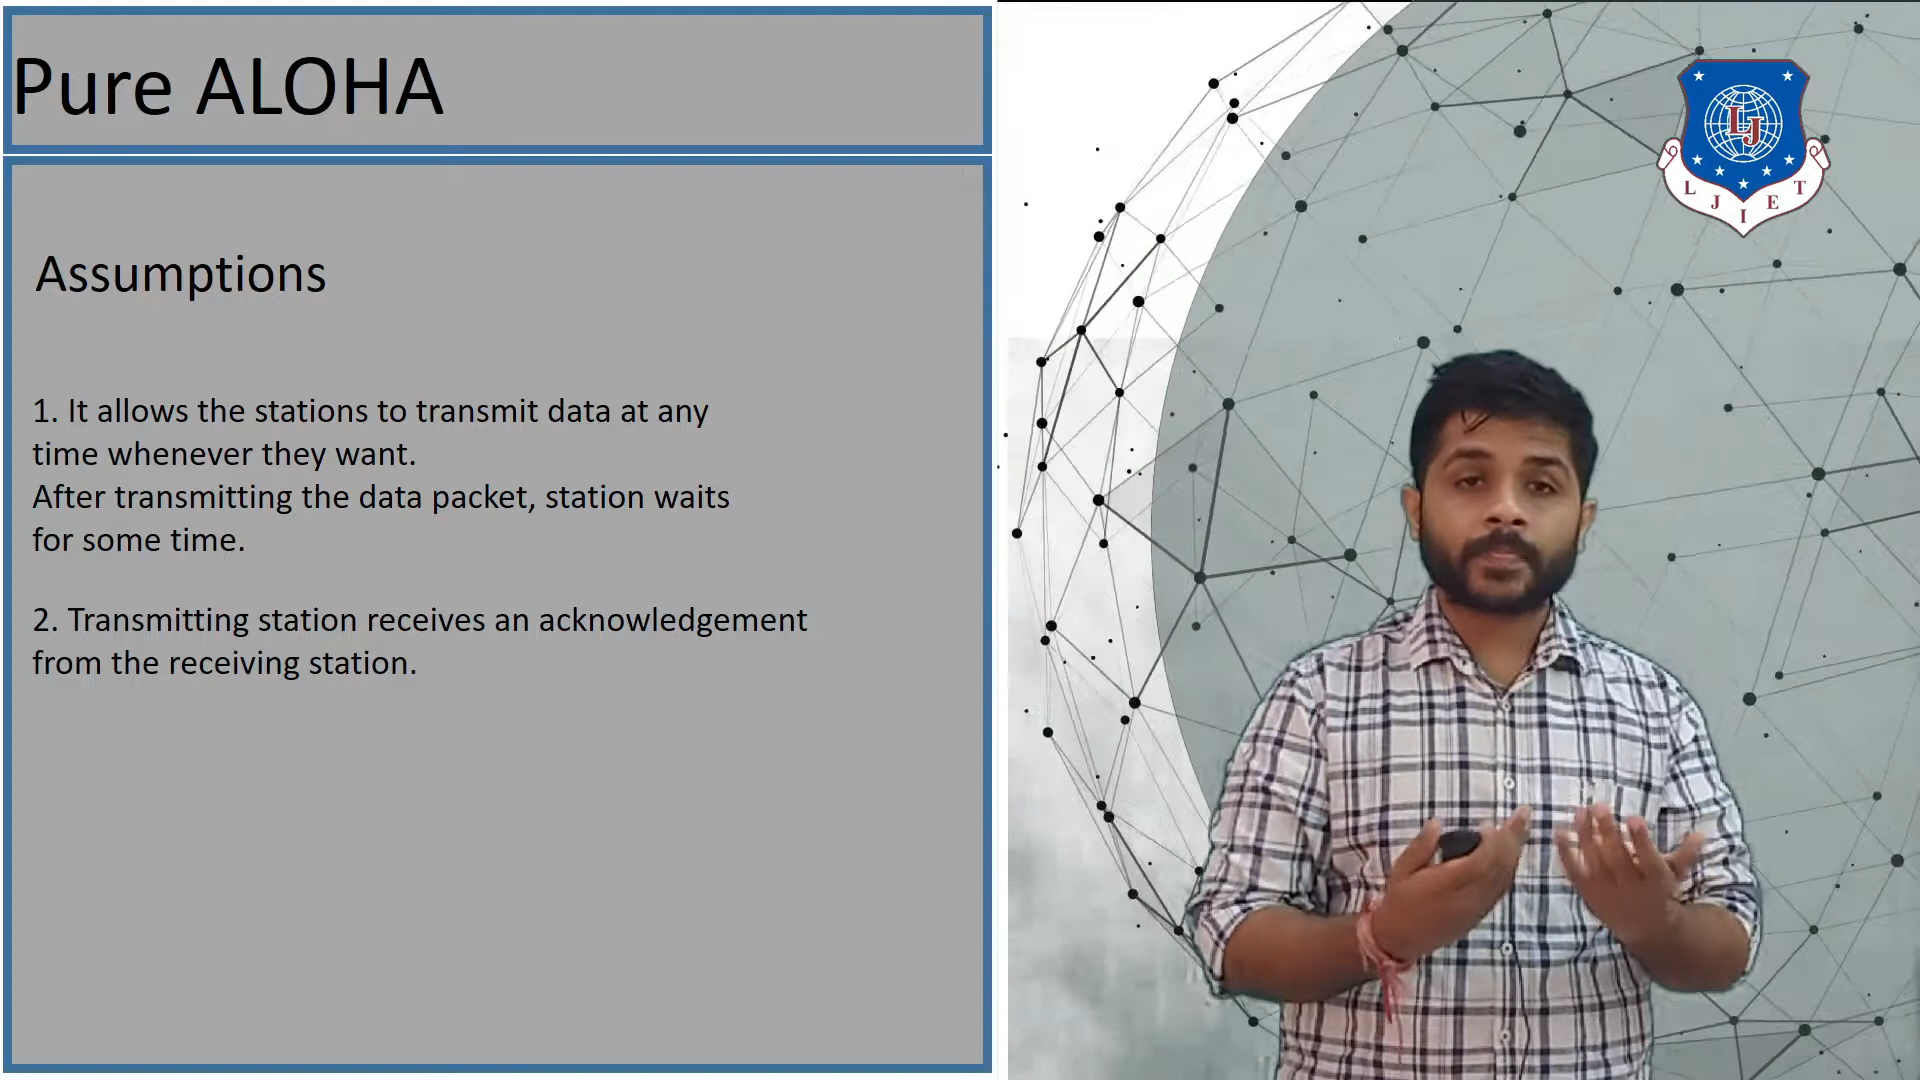 Pure ALOHA
Assumptions
1. It allows the stations to transmit data at any
time whenever they want.
After transmitting the data packet, station waits
for some time.
2. Transmitting station receives an acknowledgement
from the receiving station.
LJ
L J I E T